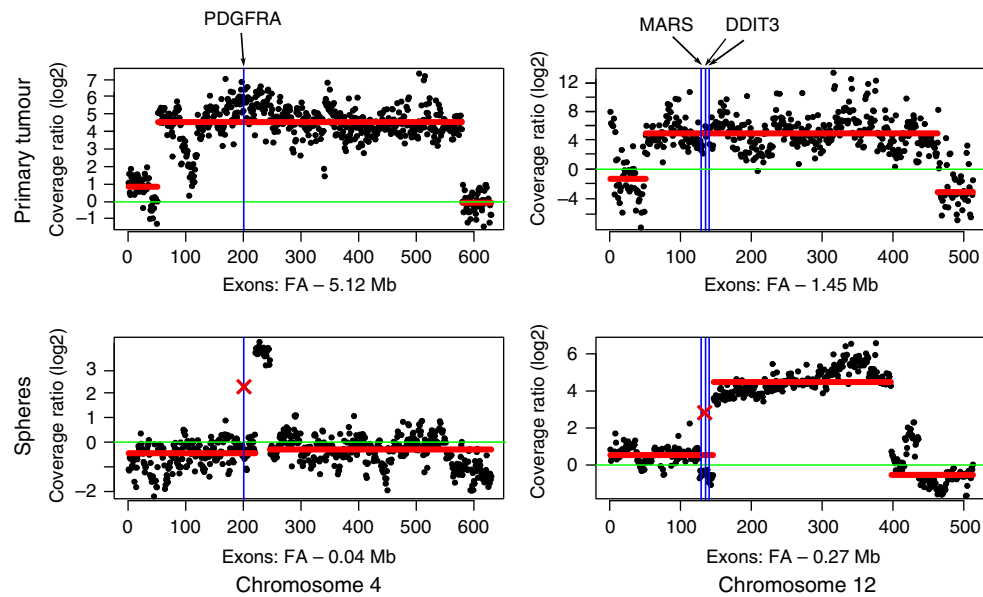 PDGFRA
MARS DDIT3
Primary tumour
Coverage ratio (log2)
7
6
5
4
3
2
1
0
−1
0 100 200 300 400 500 600
Exons: FA – 5.12 Mb
Coverage ratio (log2)
12
8
4
0
−4
0 100 200 300 400 500
Exons: FA – 1.45 Mb
Spheres
Coverage ratio (log2)
3
2
1
0
−2
0 100 200 300 400 500 600
Exons: FA – 0.04 Mb
Chromosome 4
Coverage ratio (log2)
6
4
2
0
0 100 200 300 400 500
Exons: FA – 0.27 Mb
Chromosome 12